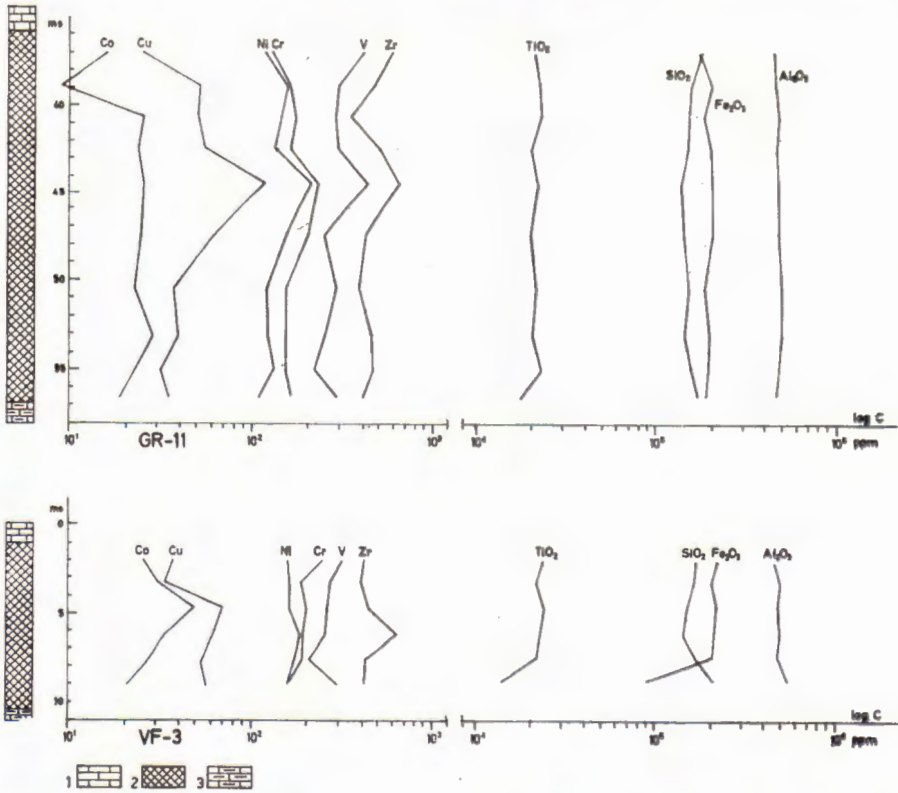 ms
Co Cu Ni Cr V Zr TiO₂
SiO₂ Al₂O₃
Fe₂O₃
40
45
50
55
log C
10¹ 10² 10³ 10⁴ 10⁵ 10⁶ ppm
GR-11
ms
0
Co Cu Ni Cr V Zr TiO₂ SiO₂ Fe₂O₃ Al₂O₃
5
10
log C
10¹ 10² 10³ 10⁴ 10⁵ 10⁶ ppm
VF-3
1 2 3